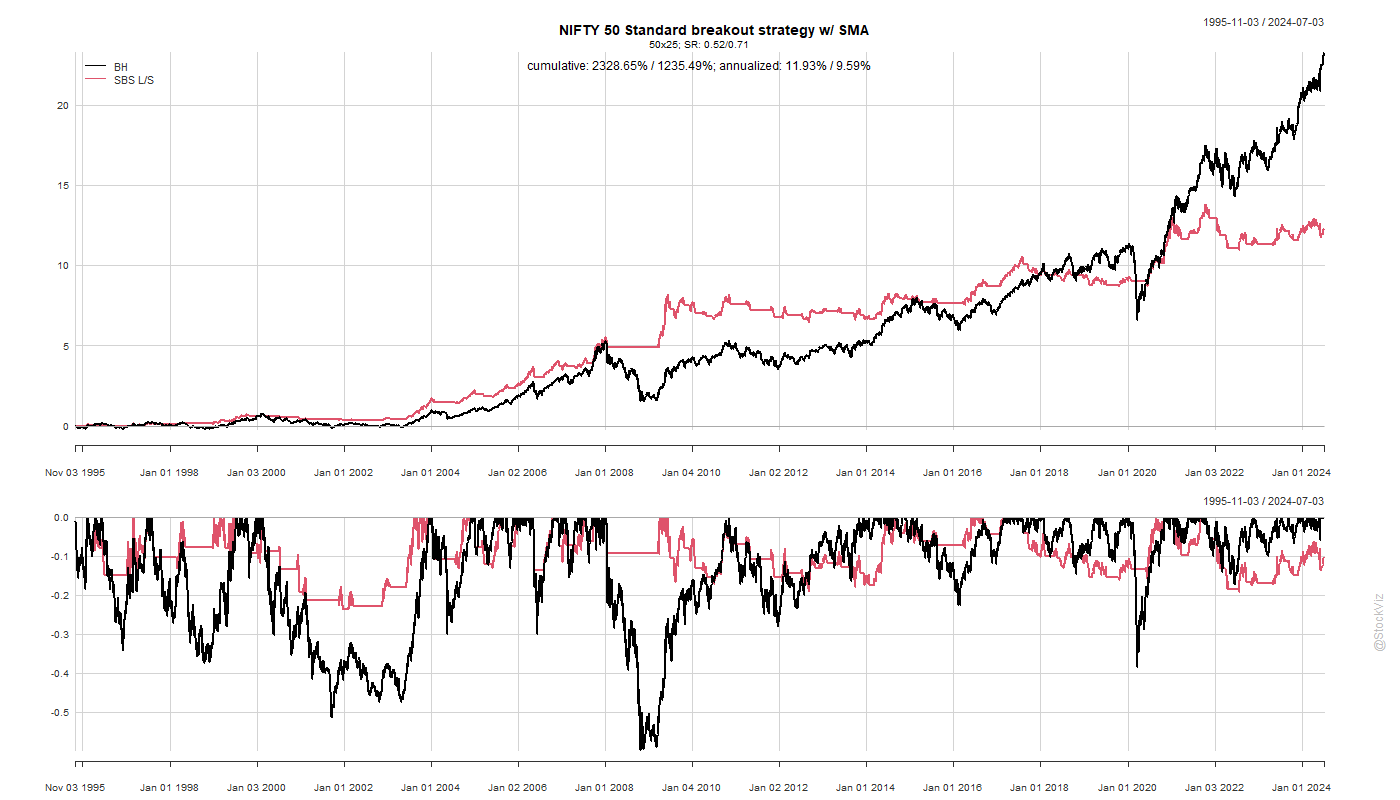 1995-11-03 / 2024-07-03
NIFTY 50 Standard breakout strategy w/ SMA
50x25; SR: 0.52/0.71
cumulative: 2328.65% / 1235.49%; annualized: 11.93% / 9.59%
BH
SBS L/S
20
15
10
5
0
Nov 03 1995 Jan 01 1998 Jan 03 2000 Jan 01 2002 Jan 01 2004 Jan 02 2006 Jan 01 2008 Jan 04 2010 Jan 02 2012 Jan 01 2014 Jan 01 2016 Jan 01 2018 Jan 01 2020 Jan 03 2022 Jan 01 2024
1995-11-03 / 2024-07-03
0.0
-0.1
-0.2
-0.3
-0.4
-0.5
Nov 03 1995 Jan 01 1998 Jan 03 2000 Jan 01 2002 Jan 01 2004 Jan 02 2006 Jan 01 2008 Jan 04 2010 Jan 02 2012 Jan 01 2014 Jan 01 2016 Jan 01 2018 Jan 01 2020 Jan 03 2022 Jan 01 2024
@StockViz